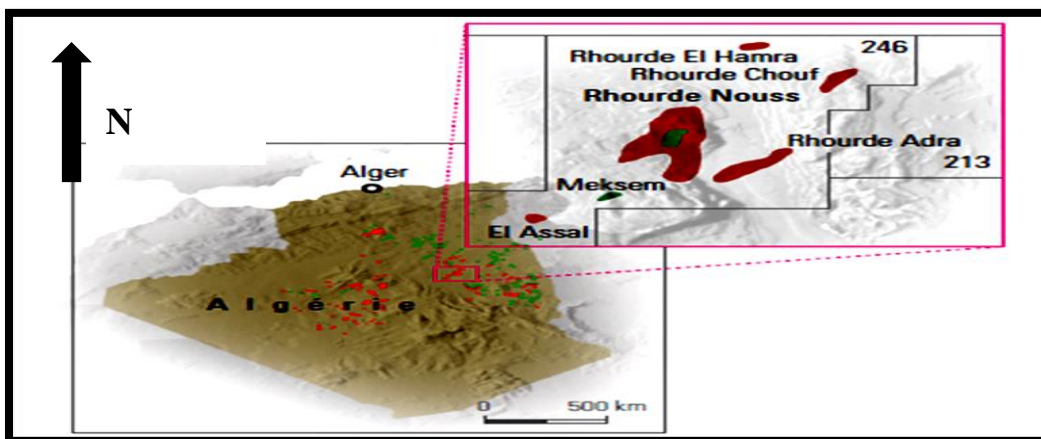 N
Rhourde El Hamra
246
Rhourde Chouf
Rhourde Nouss
Rhourde Adra
213
Meksem
El Assal
Alger
Algérie
0 500 km